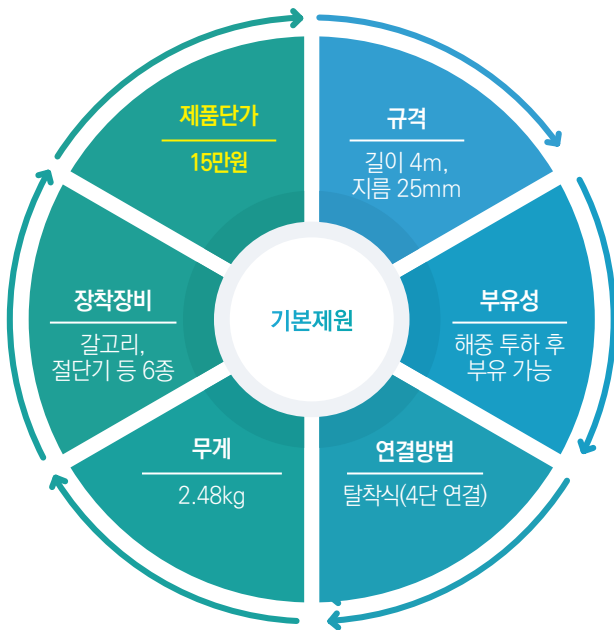 제품단가
15만원
규격
길이 4m,
지름 25mm
부유성
해중 투하 후
부유 가능
연결방법
탈착식(4단 연결)
무게
2.48kg
장착장비
갈고리,
절단기 등 6종
기본제원